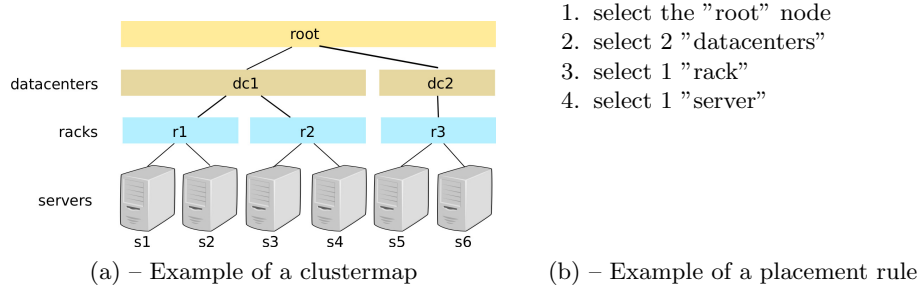 root
datacenters
dc1
dc2
racks
r1
r2
r3
servers
s1
s2
s3
s4
s5
s6
(a) – Example of a clustermap
1. select the ”root” node
2. select 2 ”datacenters”
3. select 1 ”rack”
4. select 1 ”server”
(b) – Example of a placement rule